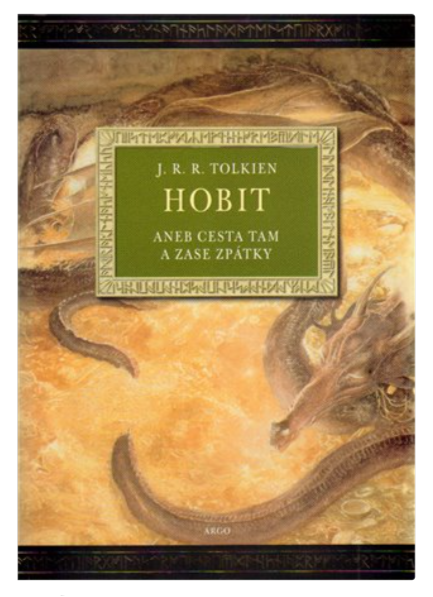 J. R. R. TOLKIEN
HOBIT
ANEB CESTA TAM
A ZASE ZPÁTKY
ARGO